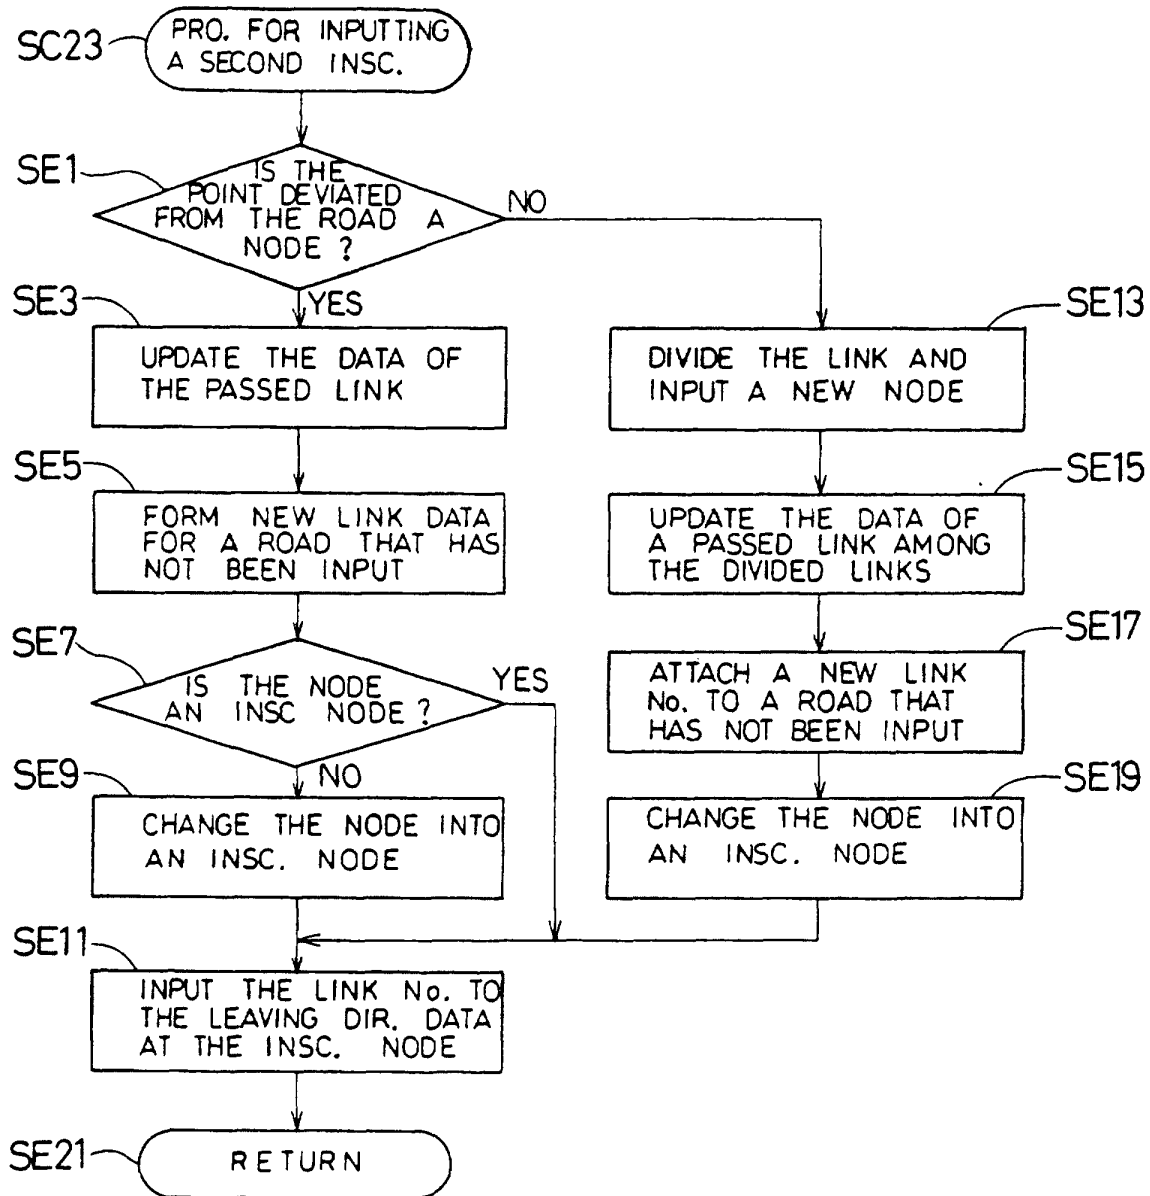 SC23
PRO. FOR INPUTTING
A SECOND INSC.
SE1
IS THE
POINT DEVIATED
FROM THE ROAD A
NODE ?
NO
YES
SE3
UPDATE THE DATA OF
THE PASSED LINK
SE5
FORM NEW LINK DATA
FOR A ROAD THAT HAS
NOT BEEN INPUT
SE7
IS THE NODE
AN INSC NODE ?
YES
NO
SE9
CHANGE THE NODE INTO
AN INSC. NODE
SE13
DIVIDE THE LINK AND
INPUT A NEW NODE
SE15
UPDATE THE DATA OF
A PASSED LINK AMONG
THE DIVIDED LINKS
SE17
ATTACH A NEW LINK
No. TO A ROAD THAT
HAS NOT BEEN INPUT
SE19
CHANGE THE NODE INTO
AN INSC. NODE
SE11
INPUT THE LINK No. TO
THE LEAVING DIR. DATA
AT THE INSC. NODE
SE21
RETURN